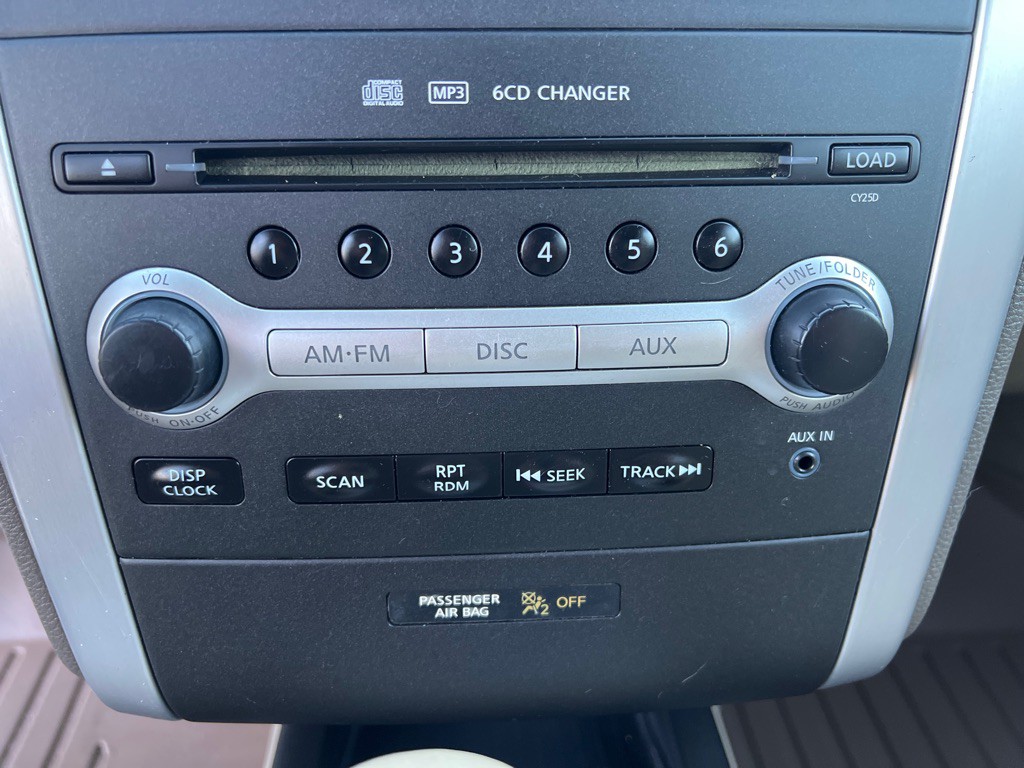 COMPACT
disc
DIGITAL AUDIO
MP3
6CD CHANGER
LOAD
CY25D
1 2 3 4 5 6
VOL
TUNE/FOLDER
AM·FM
DISC
AUX
PUSH ON·OFF
PUSH AUDIO
AUX IN
DISP
CLOCK
SCAN
RPT
RDM
SEEK
TRACK
PASSENGER
AIR BAG
2 OFF